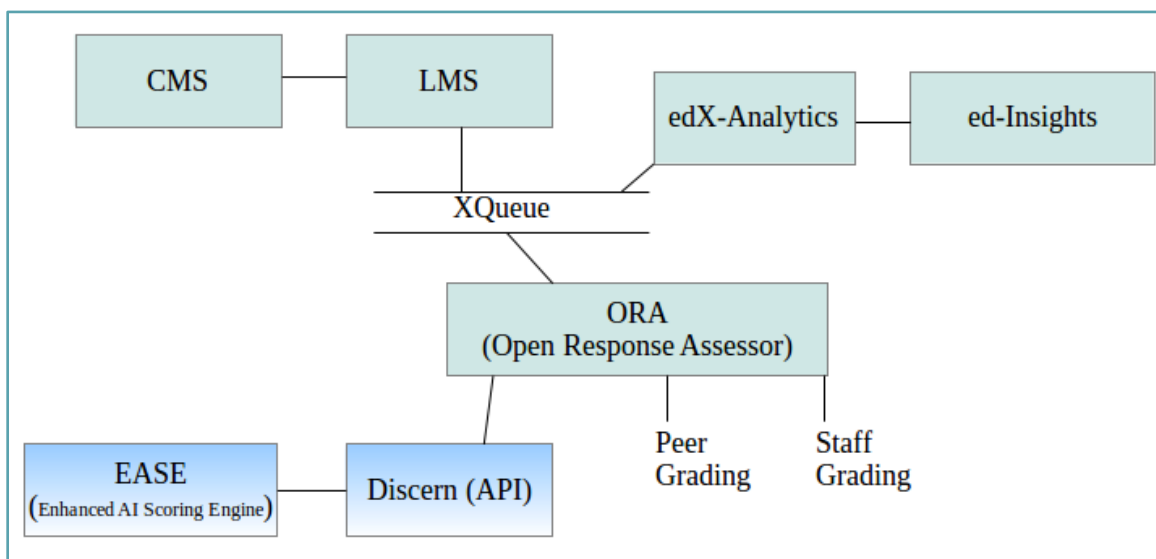 CMS
LMS
edX-Analytics
ed-Insights
XQueue
ORA
(Open Response Assessor)
Peer
Grading
Staff
Grading
EASE
(Enhanced AI Scoring Engine)
Discern (API)